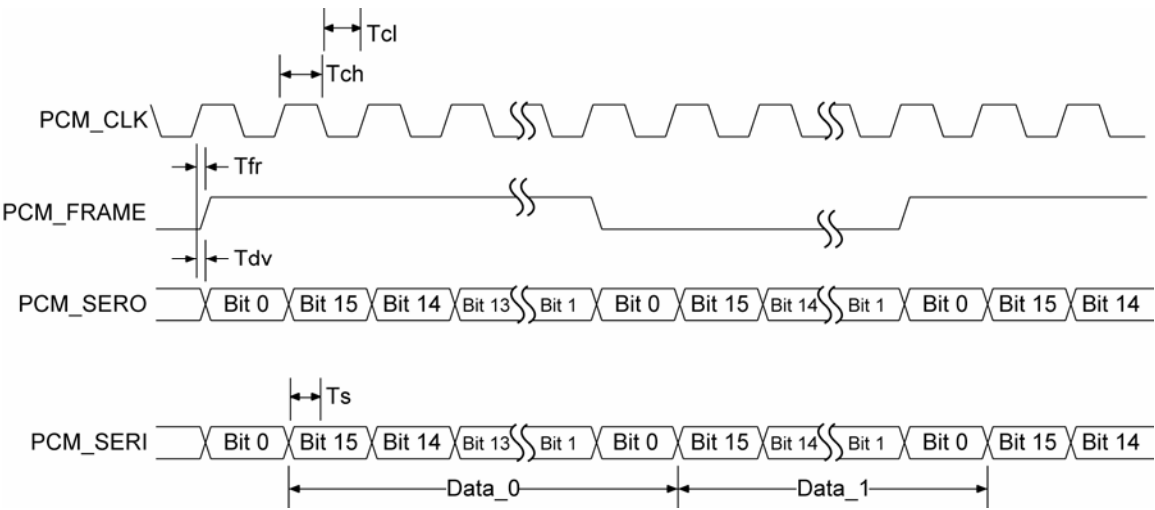 Tcl
Tch
PCM_CLK
Tfr
PCM_FRAME
Tdv
PCM_SERO Bit 0 Bit 15 Bit 14 Bit 13 Bit 1 Bit 0 Bit 15 Bit 14 Bit 1 Bit 0 Bit 15 Bit 14
Ts
PCM_SERI Bit 0 Bit 15 Bit 14 Bit 13 Bit 1 Bit 0 Bit 15 Bit 14 Bit 1 Bit 0 Bit 15 Bit 14
Data_0 Data_1